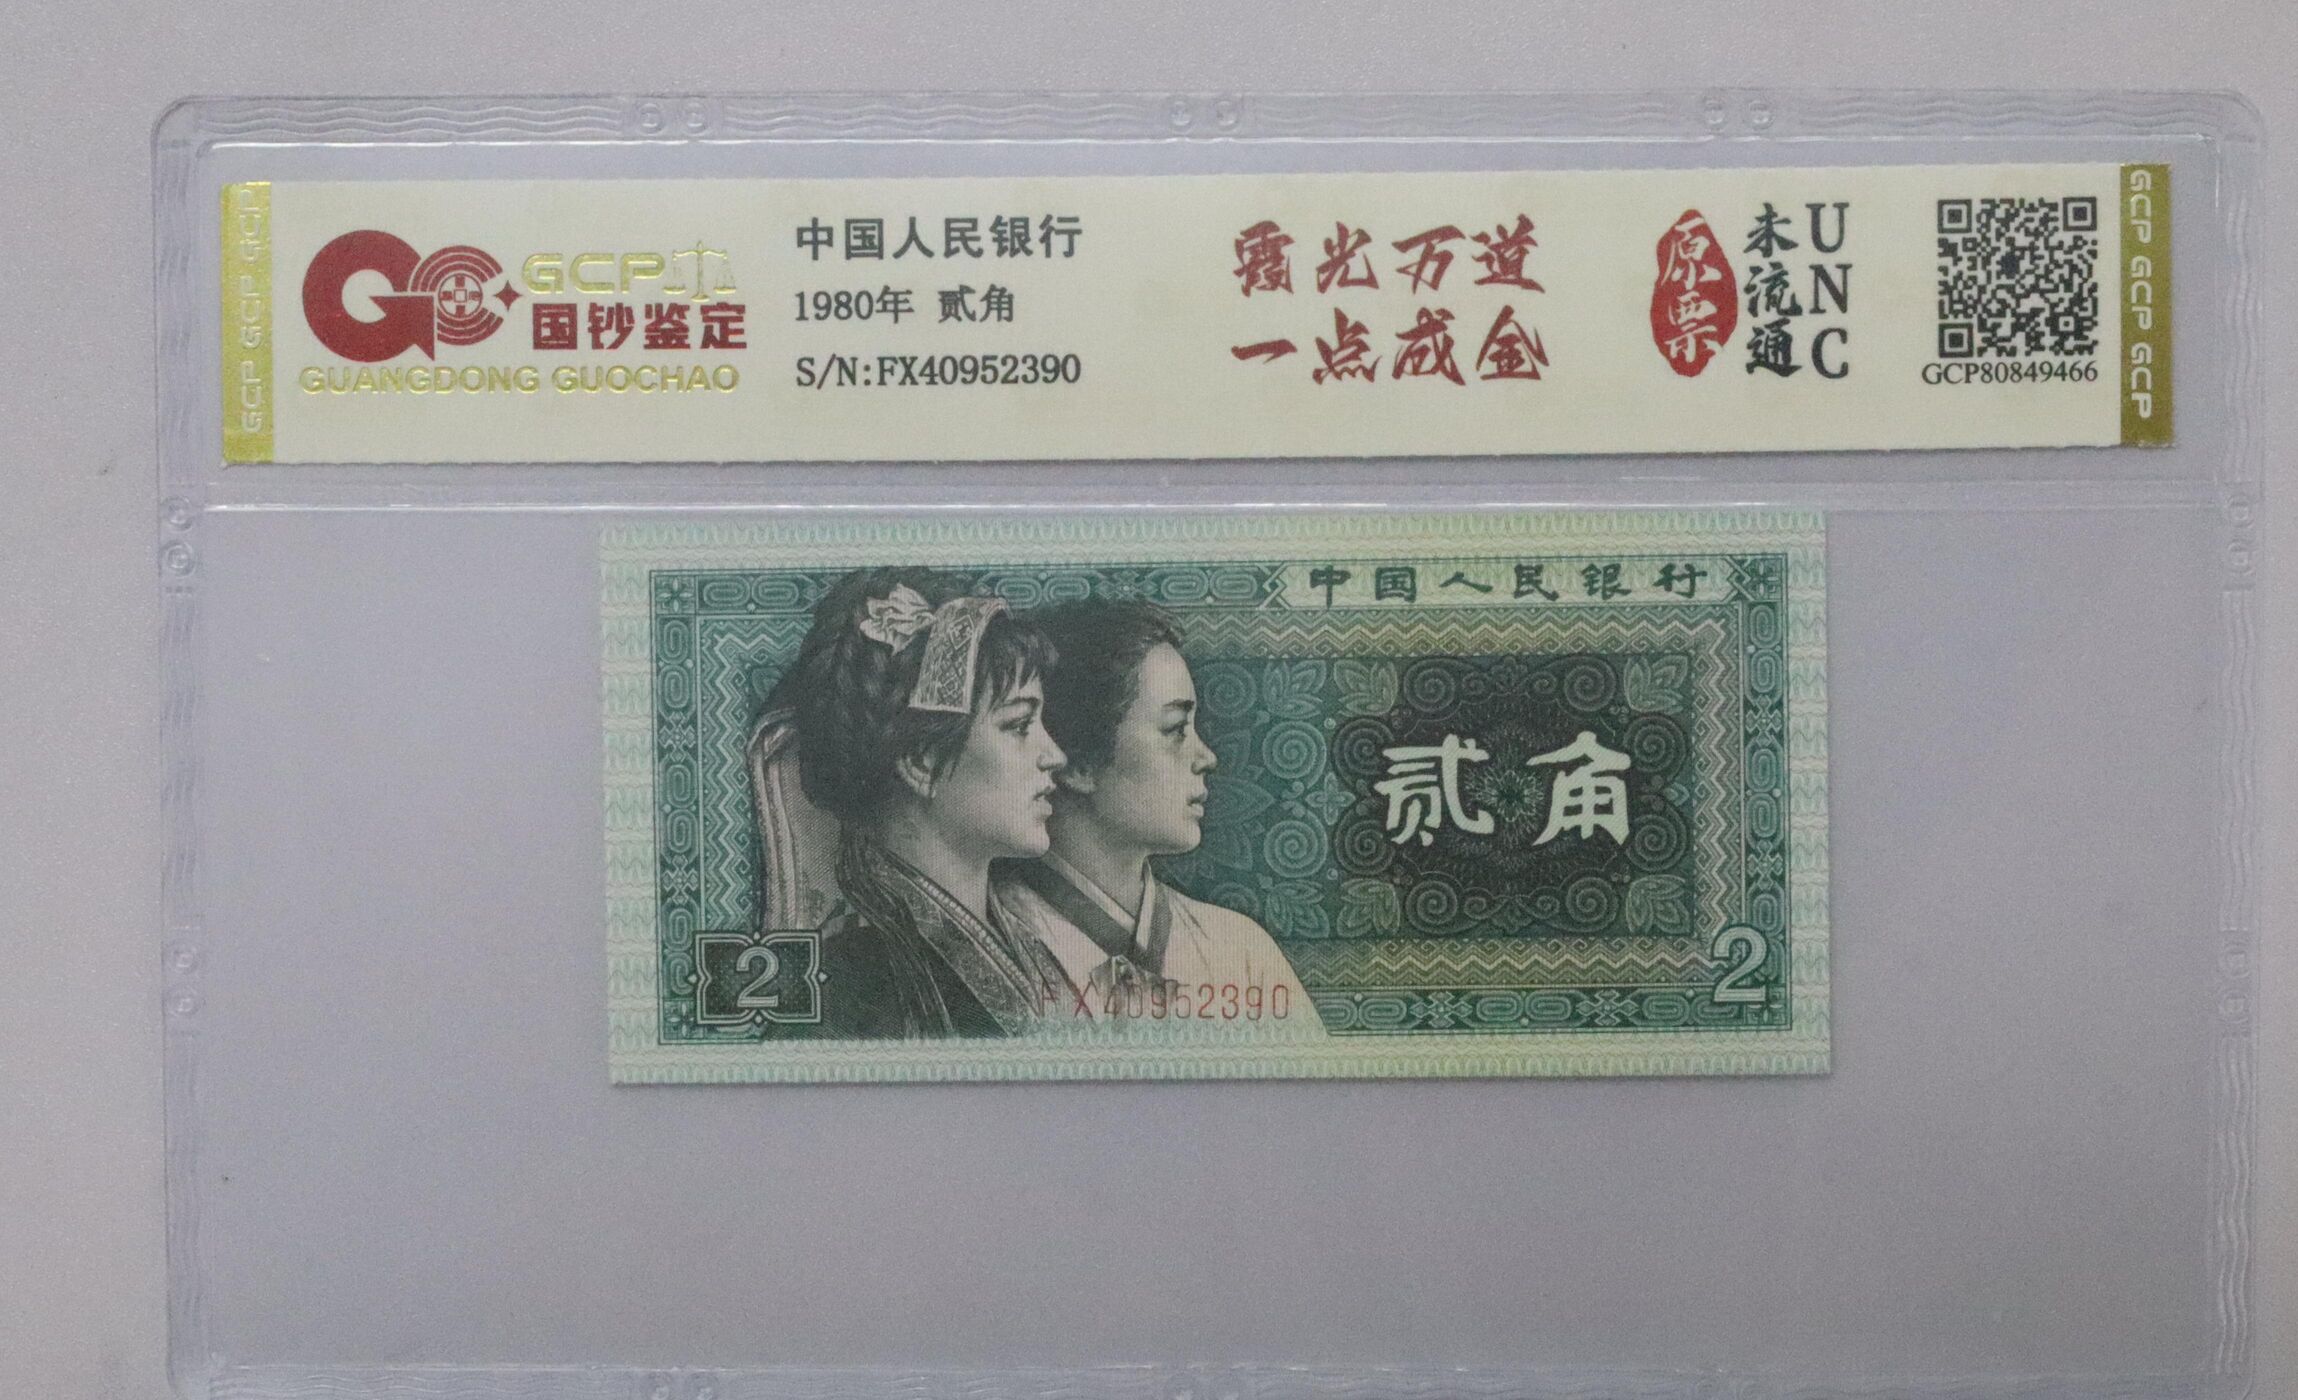 GCP GCP GCP
GCP
国钞鉴定
GUANGDONG GUOCHAO
中国人民银行
1980年 贰角
S/N:FX40952390
霞光万道
一点成金
原票
未流通
UNC
GCP80849466
GCP GCP GCP
中国人民银行
贰角
2
FX40952390
2